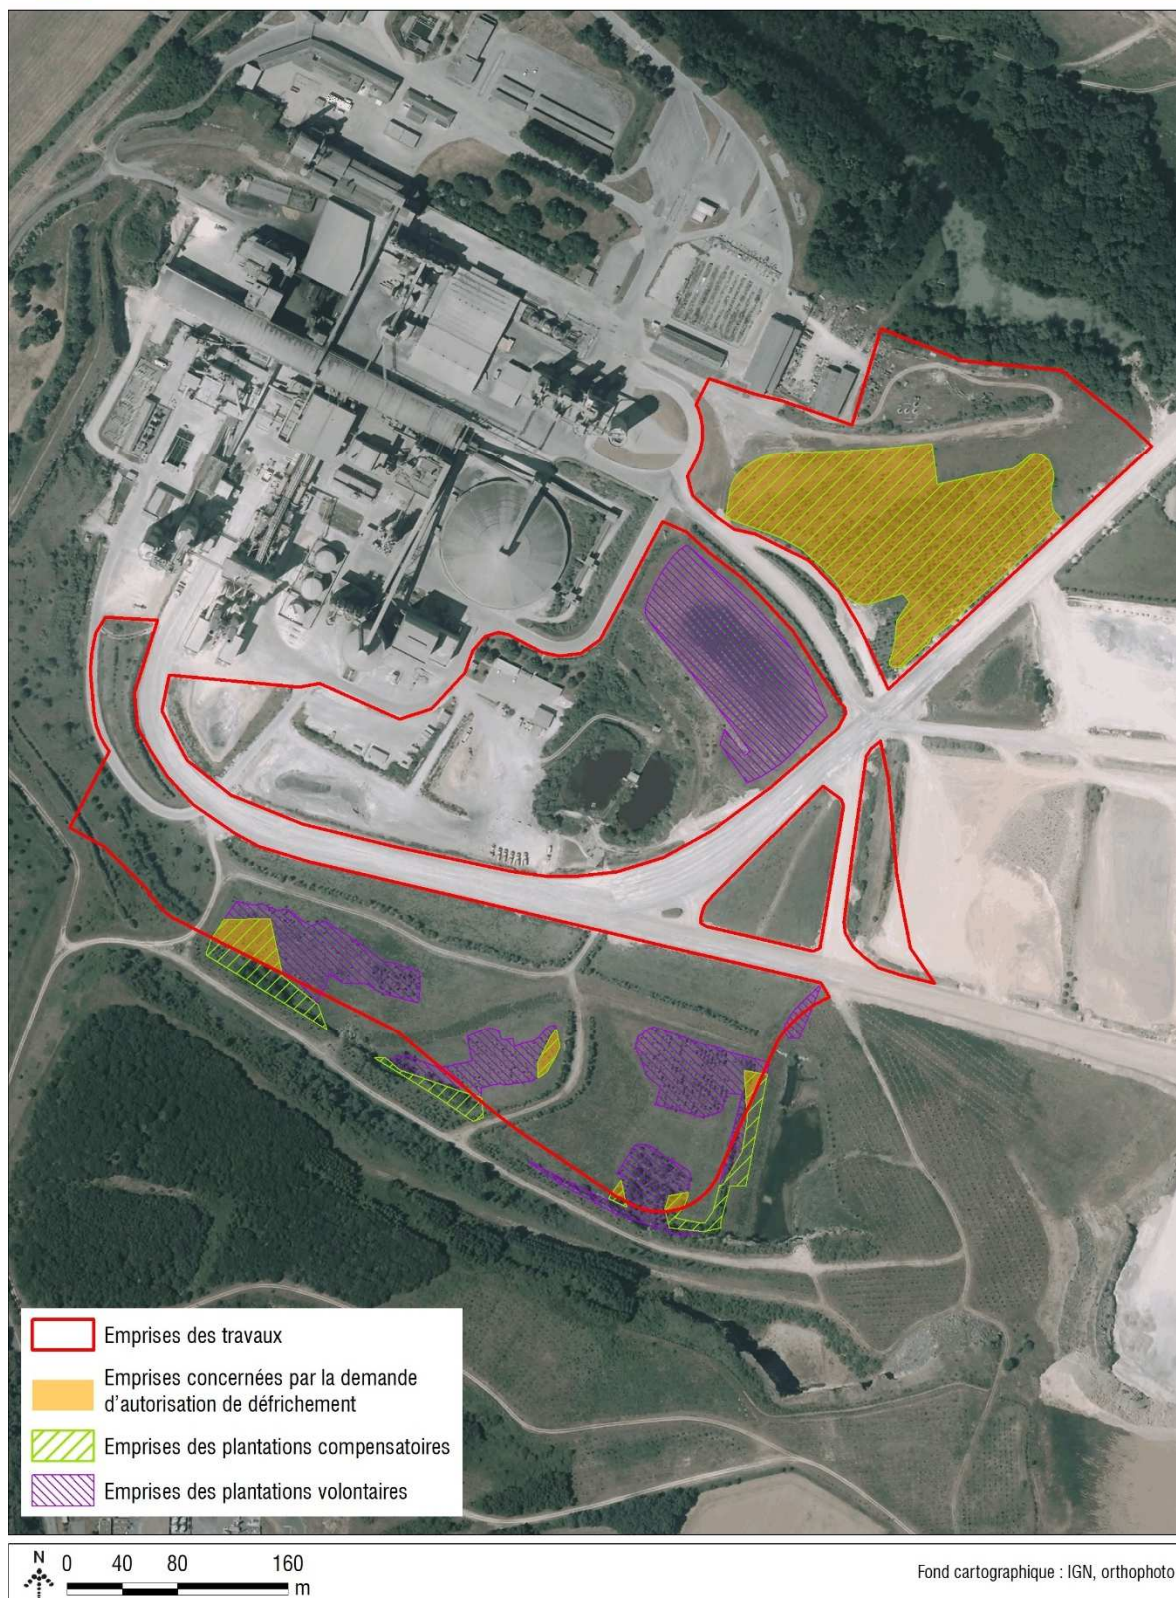 Emprises des travaux
Emprises concernées par la demande
d'autorisation de défrichement
Emprises des plantations compensatoires
Emprises des plantations volontaires
N 0 40 80 160
m
Fond cartographique : IGN, orthophoto